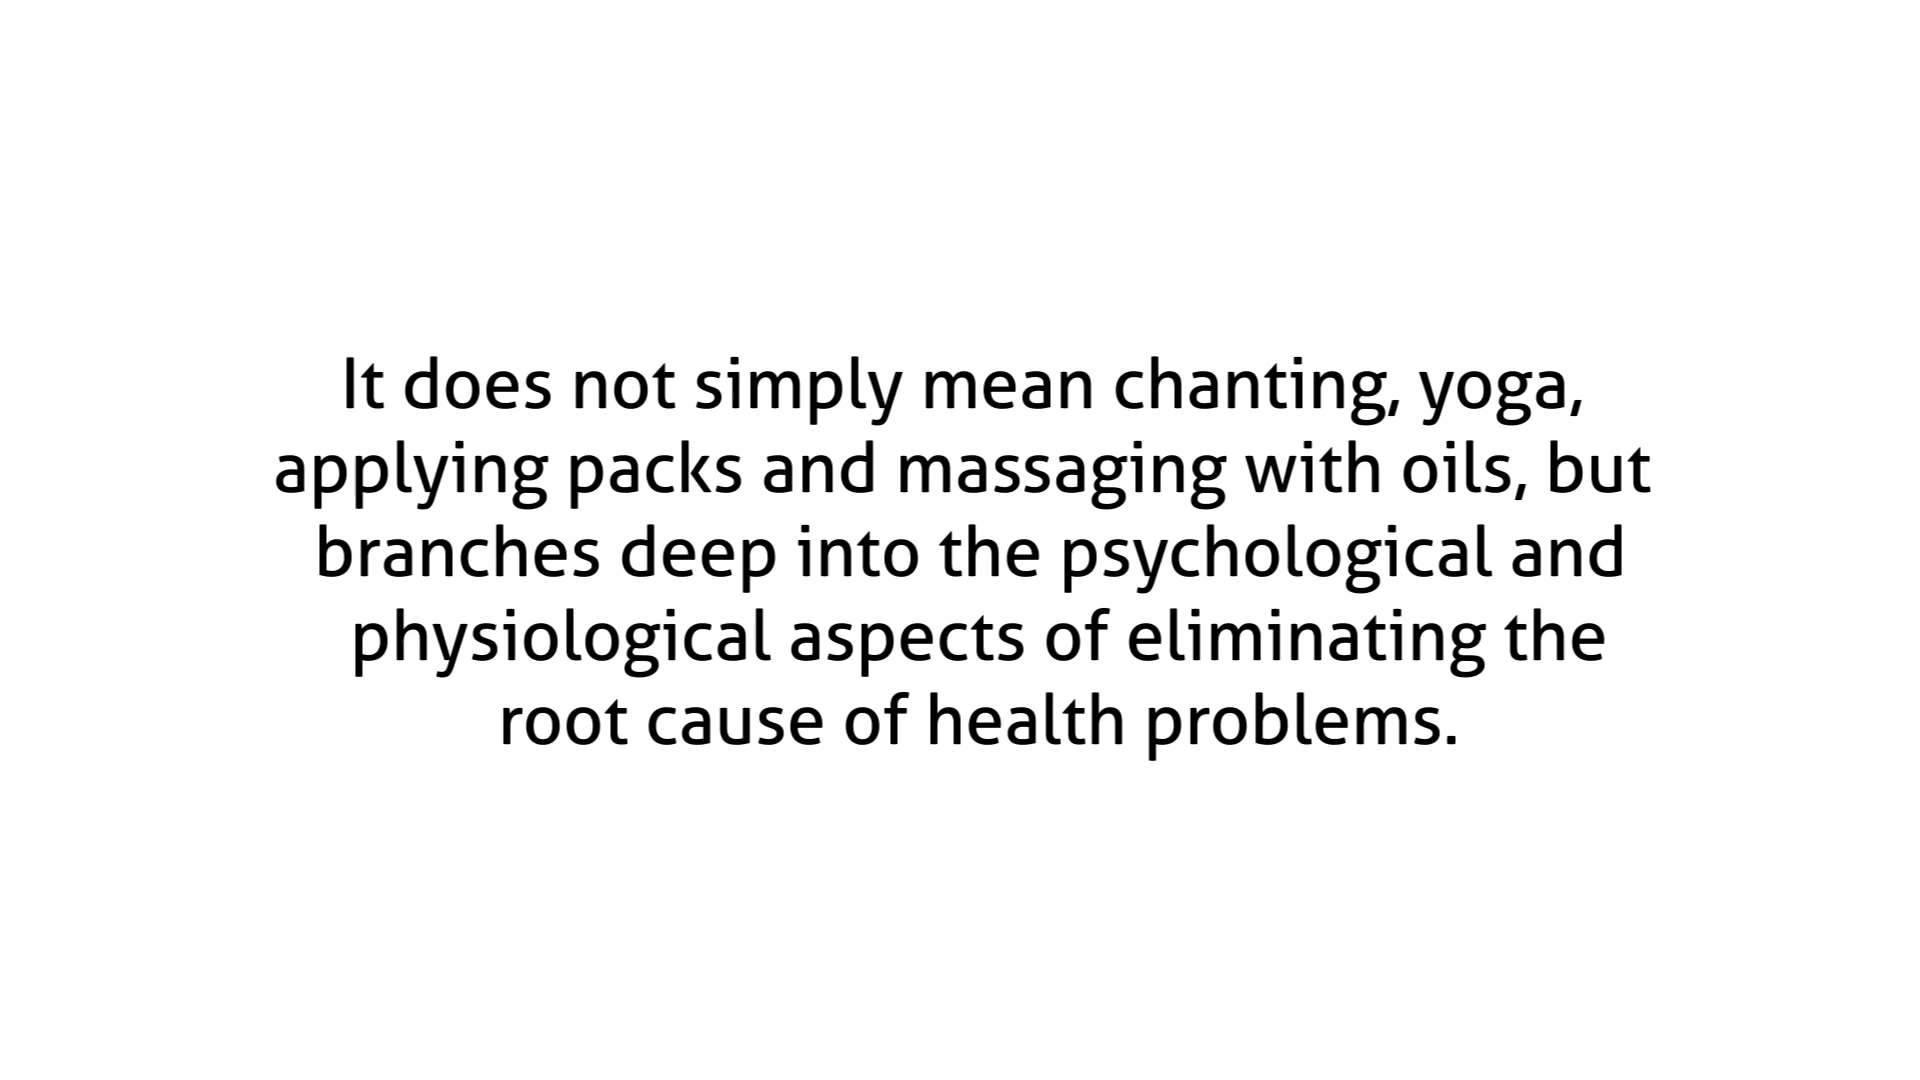 It does not simply mean chanting, yoga,
applying packs and massaging with oils, but
branches deep into the psychological and
physiological aspects of eliminating the
root cause of health problems.